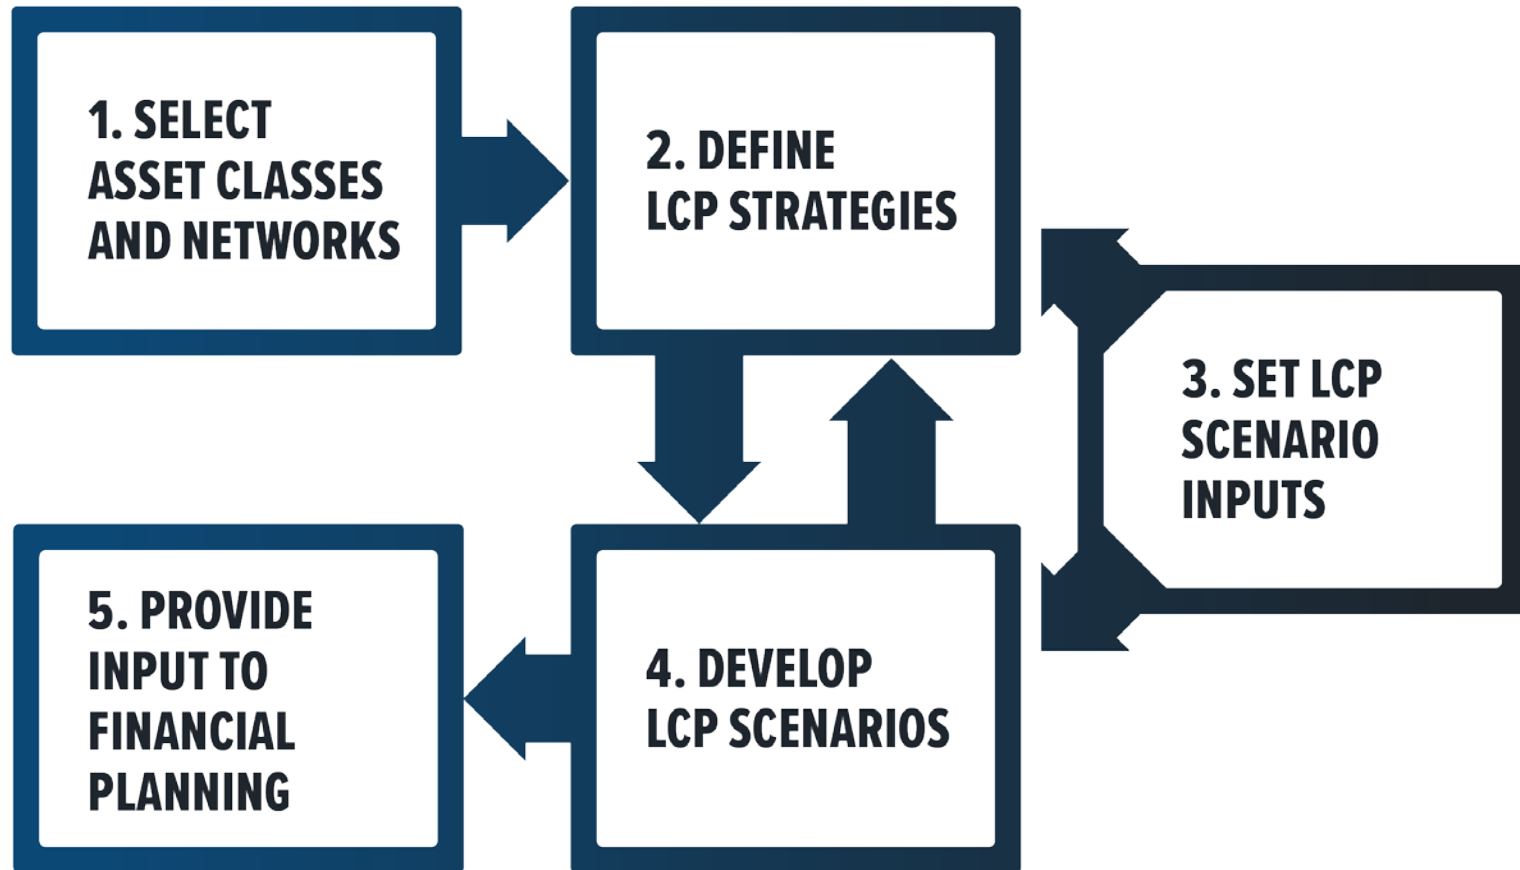 1. SELECT
ASSET CLASSES
AND NETWORKS
2. DEFINE
LCP STRATEGIES
3. SET LCP
SCENARIO
INPUTS
4. DEVELOP
LCP SCENARIOS
5. PROVIDE
INPUT TO
FINANCIAL
PLANNING